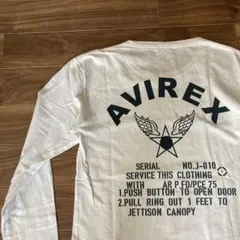 AVIREX
SERIAL NO.J-010
SERVICE THIS CLOTHING
WITH AR P.FO/PCE 75
1.PUSH BUTTON TO OPEN DOOR
2.PULL RING OUT 1 FEET TO
JETTISON CANOPY